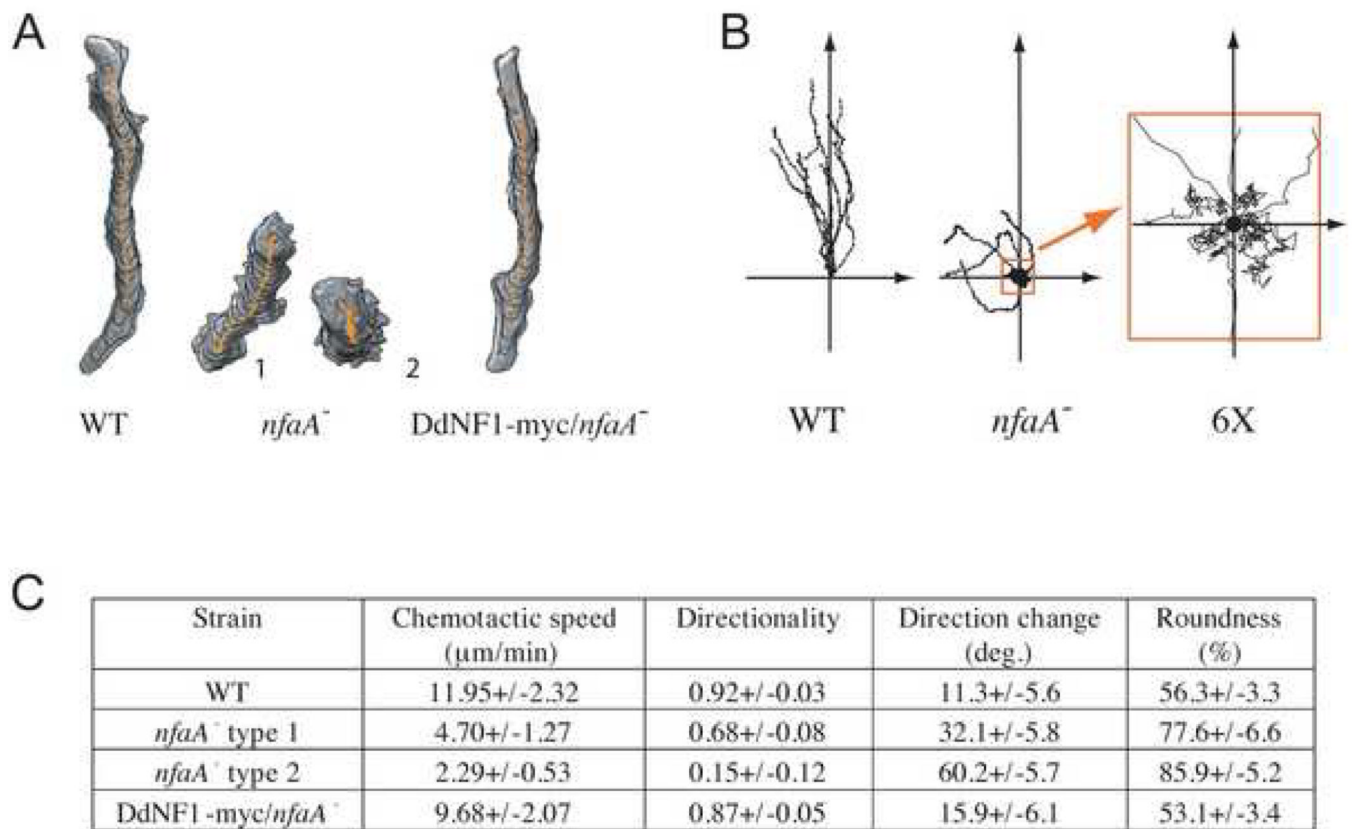 A
B
1
2
WT
nfaA⁻
DdNF1-myc/nfaA⁻
WT
nfaA⁻
6X
C
Strain Chemotactic speed (μm/min) Directionality Direction change (deg.) Roundness (%)
WT 11.95+/-2.32 0.92+/-0.03 11.3+/-5.6 56.3+/-3.3
nfaA⁻ type 1 4.70+/-1.27 0.68+/-0.08 32.1+/-5.8 77.6+/-6.6
nfaA⁻ type 2 2.29+/-0.53 0.15+/-0.12 60.2+/-5.7 85.9+/-5.2
DdNF1-myc/nfaA⁻ 9.68+/-2.07 0.87+/-0.05 15.9+/-6.1 53.1+/-3.4